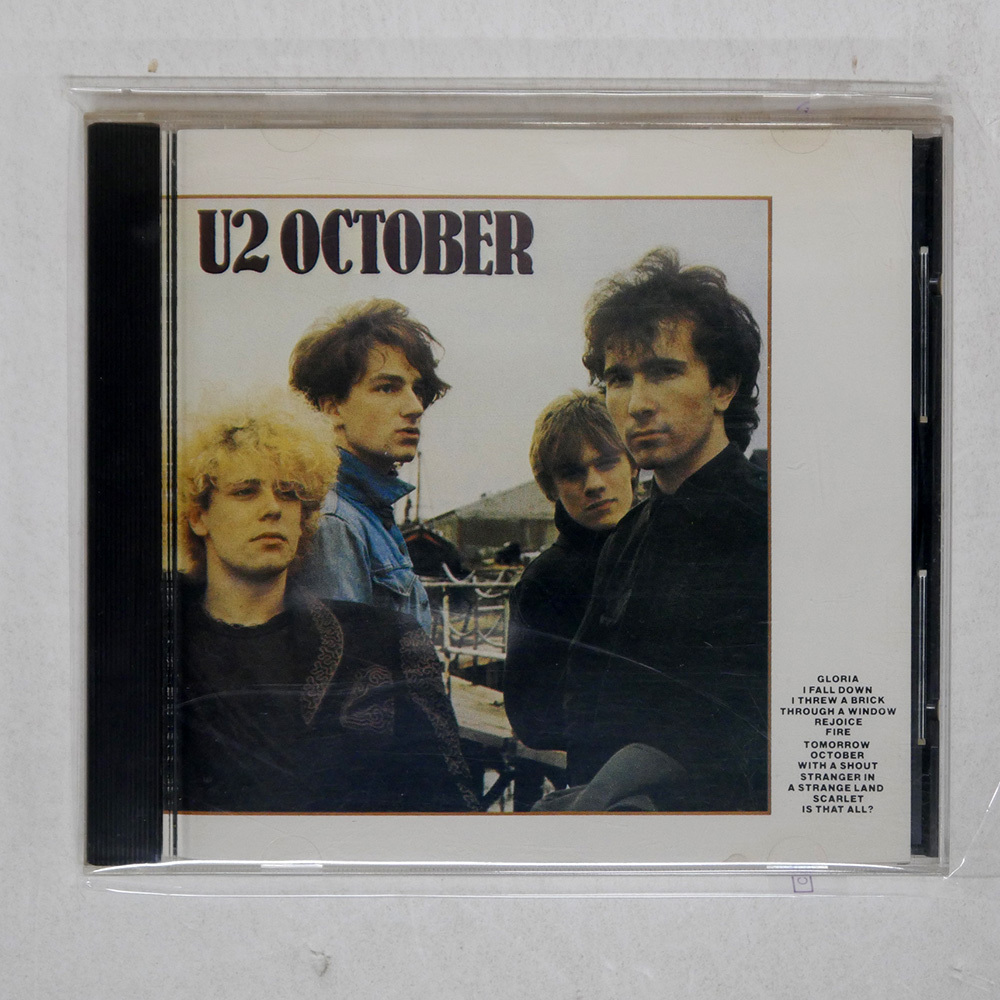 U2 OCTOBER
GLORIA
I FALL DOWN
I THREW A BRICK
THROUGH A WINDOW
REJOICE
FIRE
TOMORROW
OCTOBER
WITH A SHOUT
STRANGER IN
A STRANGE LAND
SCARLET
IS THAT ALL?